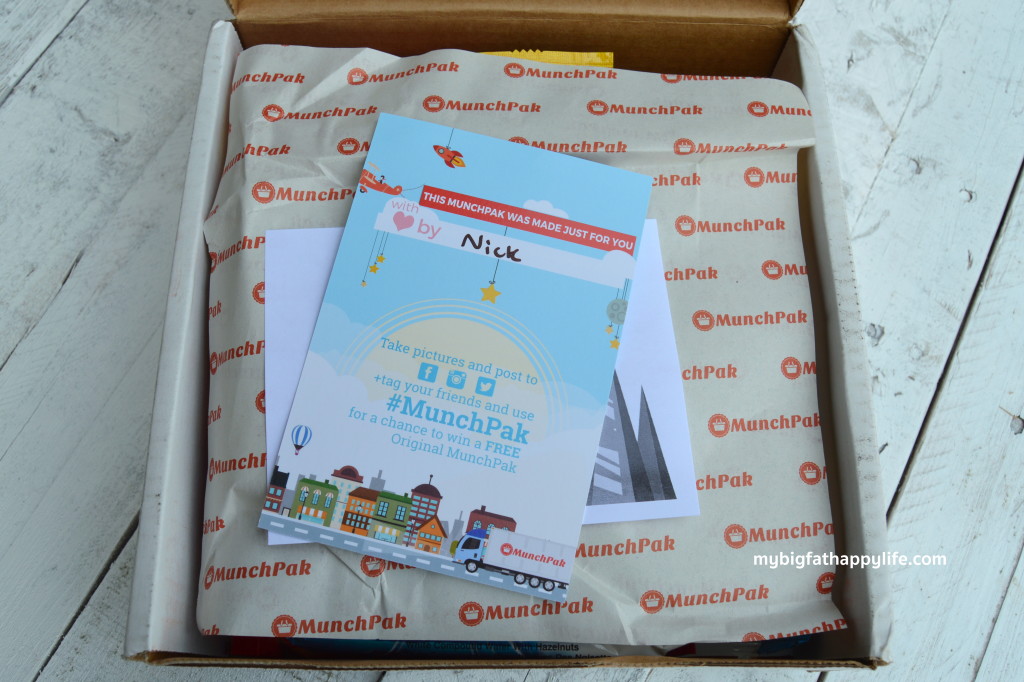 MunchPak MunchPak MunchPak
MunchPak MunchPak
THIS MUNCHPAK WAS MADE JUST FOR YOU
with
by Nick
Take pictures and post to
+tag your friends and use
#MunchPak
for a chance to win a FREE
Original MunchPak
MunchPak
mybigfathappylife.com
Hazelnuts